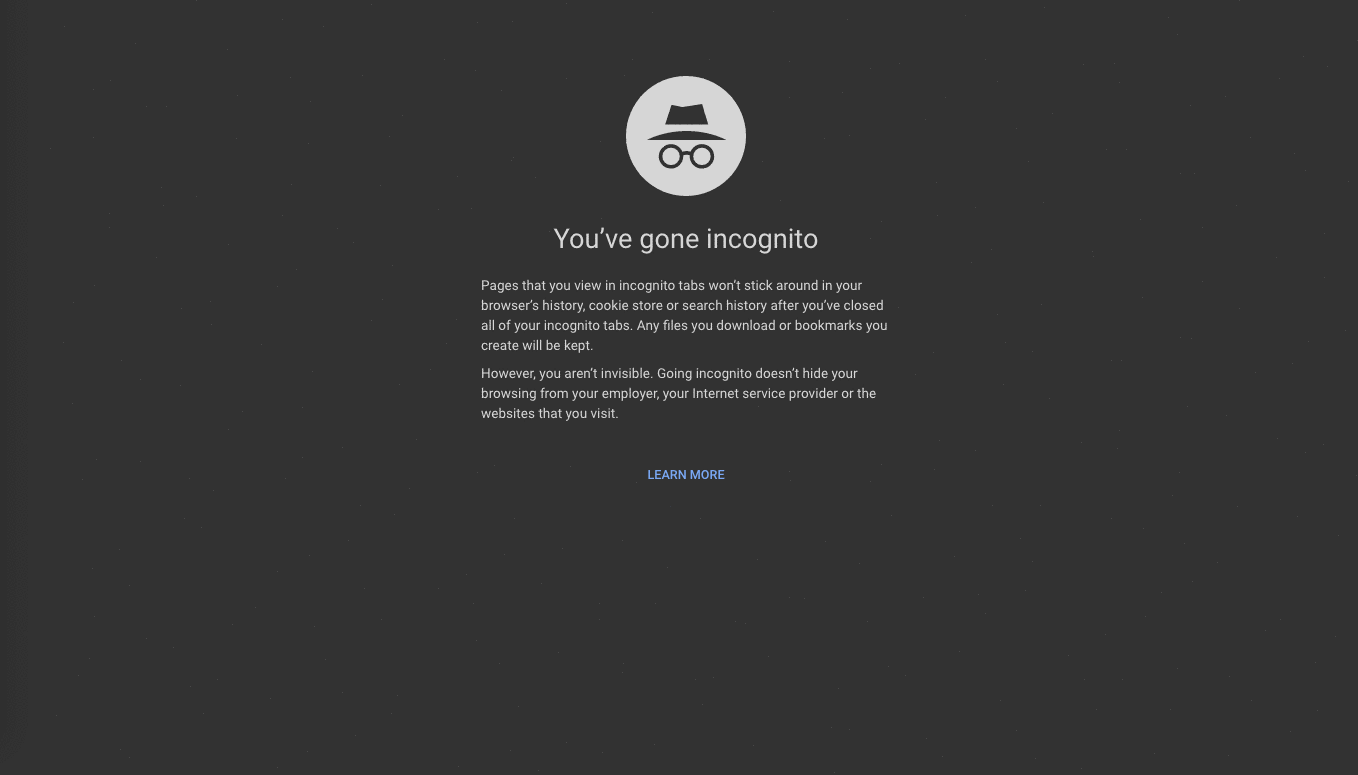 You’ve gone incognito
Pages that you view in incognito tabs won’t stick around in your
browser’s history, cookie store or search history after you’ve closed
all of your incognito tabs. Any files you download or bookmarks you
create will be kept.
However, you aren’t invisible. Going incognito doesn’t hide your
browsing from your employer, your Internet service provider or the
websites that you visit.
LEARN MORE